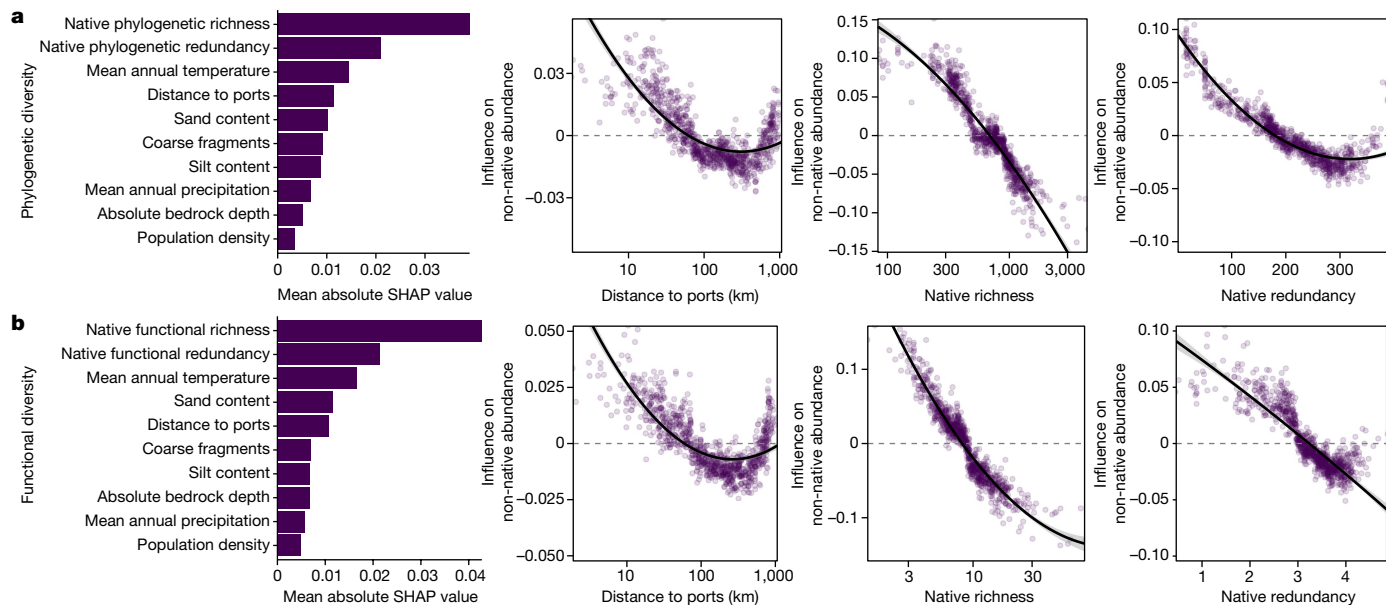 a
Phylogenetic diversity
Native phylogenetic richness
Native phylogenetic redundancy
Mean annual temperature
Distance to ports
Sand content
Coarse fragments
Silt content
Mean annual precipitation
Absolute bedrock depth
Population density
0 0.01 0.02 0.03
Mean absolute SHAP value
Influence on
non-native abundance
0.03
0
−0.03
10 100 1,000
Distance to ports (km)
Influence on
non-native abundance
0.15
0.10
0.05
0
−0.05
−0.10
−0.15
100 300 1,000 3,000
Native richness
Influence on
non-native abundance
0.10
0.05
0
−0.05
−0.10
100 200 300
Native redundancy
b
Functional diversity
Native functional richness
Native functional redundancy
Mean annual temperature
Sand content
Distance to ports
Coarse fragments
Silt content
Absolute bedrock depth
Mean annual precipitation
Population density
0 0.01 0.02 0.03 0.04
Mean absolute SHAP value
Influence on
non-native abundance
0.050
0.025
0
−0.025
−0.050
10 100 1,000
Distance to ports (km)
Influence on
non-native abundance
0.1
0
−0.1
3 10 30
Native richness
Influence on
non-native abundance
0.10
0.05
0
−0.05
−0.10
1 2 3 4
Native redundancy